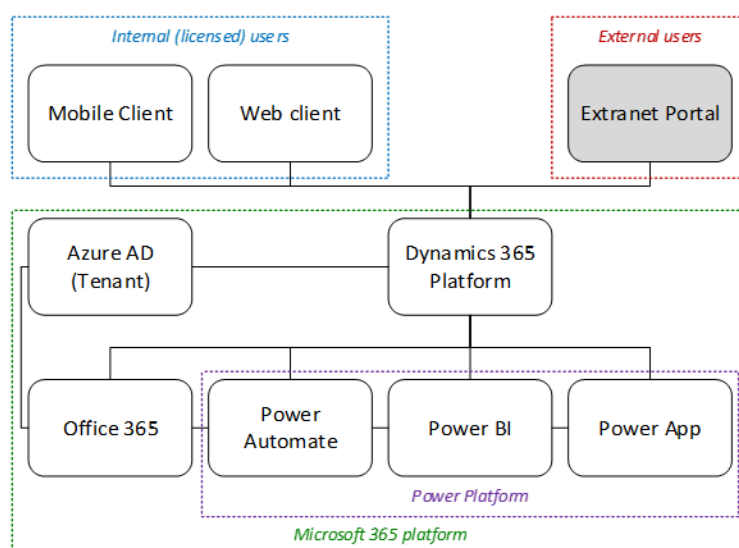 Internal (licensed) users
External users
Mobile Client
Web client
Extranet Portal
Azure AD
(Tenant)
Dynamics 365
Platform
Office 365
Power
Automate
Power BI
Power App
Power Platform
Microsoft 365 platform